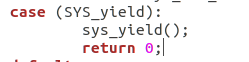 case (SYS_yield):
sys_yield();
return 0;